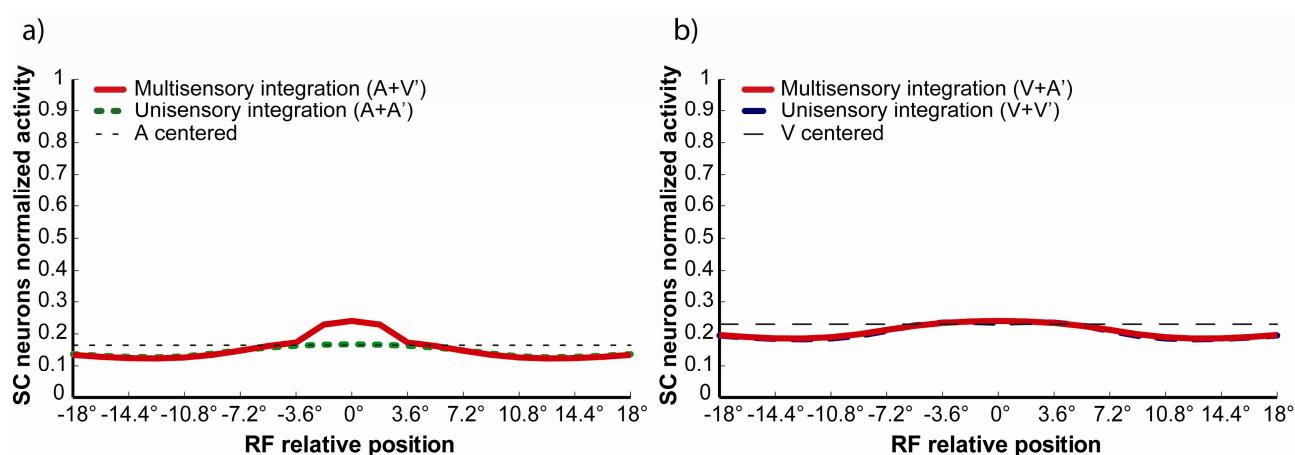 a)
SC neurons normalized activity
1
0.9
0.8
0.7
0.6
0.5
0.4
0.3
0.2
0.1
0
Multisensory integration (A+V’)
Unisensory integration (A+A’)
A centered
-18° -14.4° -10.8° -7.2° -3.6° 0° 3.6° 7.2° 10.8° 14.4° 18°
RF relative position
b)
SC neurons normalized activity
1
0.9
0.8
0.7
0.6
0.5
0.4
0.3
0.2
0.1
0
Multisensory integration (V+A’)
Unisensory integration (V+V’)
V centered
-18° -14.4° -10.8° -7.2° -3.6° 0° 3.6° 7.2° 10.8° 14.4° 18°
RF relative position